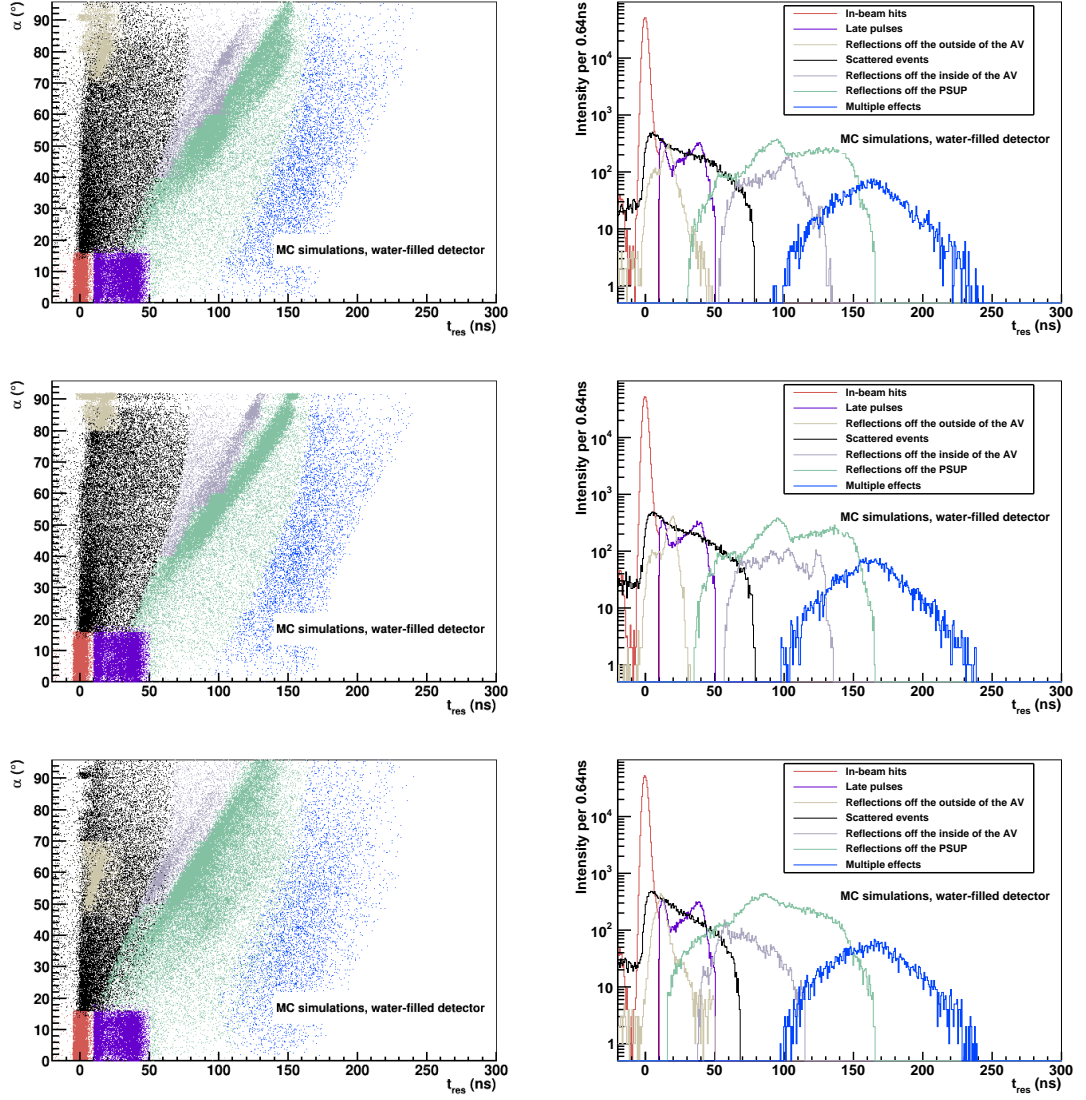 α (°)
90
80
70
60
50
40
30
20
10
0
MC simulations, water-filled detector
0 50 100 150 200 250 300
t_res (ns)
Intensity per 0.64ns
10^4
10^3
10^2
10
1
In-beam hits
Late pulses
Reflections off the outside of the AV
Scattered events
Reflections off the inside of the AV
Reflections off the PSUP
Multiple effects
MC simulations, water-filled detector
0 50 100 150 200 250 300
t_res (ns)
α (°)
90
80
70
60
50
40
30
20
10
0
MC simulations, water-filled detector
0 50 100 150 200 250 300
t_res (ns)
Intensity per 0.64ns
10^4
10^3
10^2
10
1
In-beam hits
Late pulses
Reflections off the outside of the AV
Scattered events
Reflections off the inside of the AV
Reflections off the PSUP
Multiple effects
MC simulations, water-filled detector
0 50 100 150 200 250 300
t_res (ns)
α (°)
90
80
70
60
50
40
30
20
10
0
MC simulations, water-filled detector
0 50 100 150 200 250 300
t_res (ns)
Intensity per 0.64ns
10^4
10^3
10^2
10
1
In-beam hits
Late pulses
Reflections off the outside of the AV
Scattered events
Reflections off the inside of the AV
Reflections off the PSUP
Multiple effects
MC simulations, water-filled detector
0 50 100 150 200 250 300
t_res (ns)